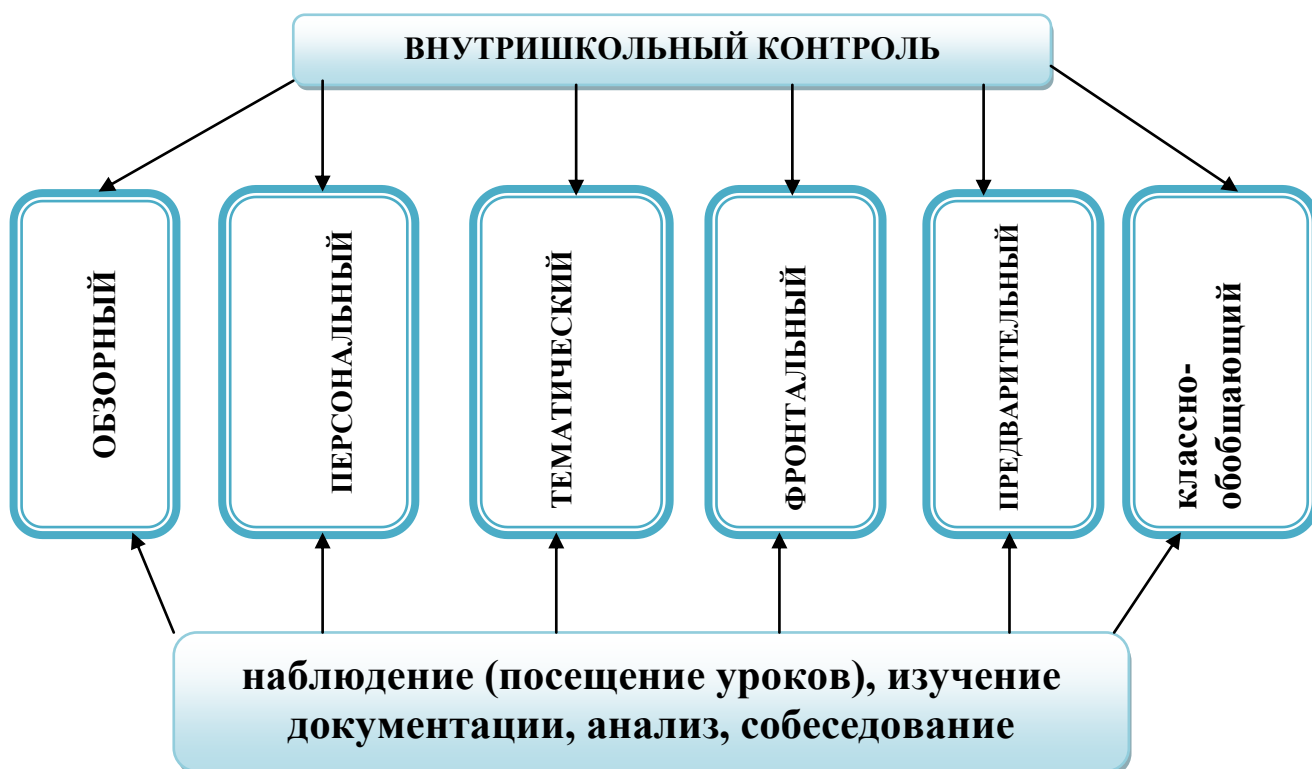 ВНУТРИШКОЛЬНЫЙ КОНТРОЛЬ
ОБЗОРНЫЙ
ПЕРСОНАЛЬНЫЙ
ТЕМАТИЧЕСКИЙ
ФРОНТАЛЬНЫЙ
ПРЕДВАРИТЕЛЬНЫЙ
классно-
обобщающий
наблюдение (посещение уроков), изучение
документации, анализ, собеседование